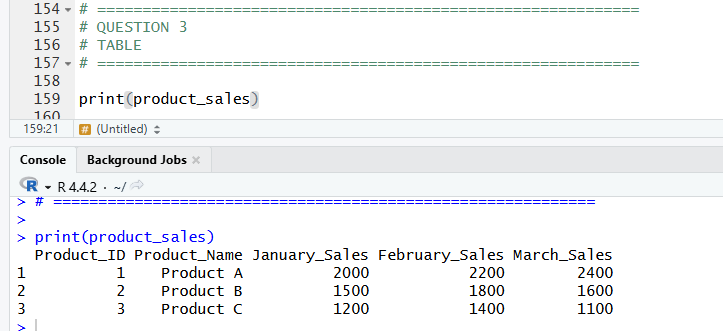 154 # ============================================================
155 # QUESTION 3
156 # TABLE
157 # ============================================================
158
159 print(product_sales)
160
159:21 # (Untitled)
Console Background Jobs
R R 4.4.2 · ~/
> # ============================================================
>
> print(product_sales)
  Product_ID Product_Name January_Sales February_Sales March_Sales
1          1    Product A          2000           2200        2400
2          2    Product B          1500           1800        1600
3          3    Product C          1200           1400        1100
>